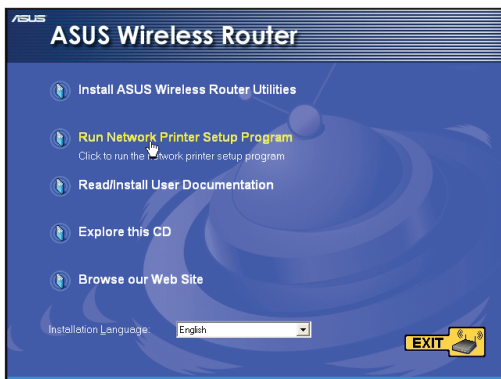 ASUS
ASUS Wireless Router
Install ASUS Wireless Router Utilities
Run Network Printer Setup Program
Click to run the network printer setup program
Read/Install User Documentation
Explore this CD
Browse our Web Site
Installation Language: English
EXIT